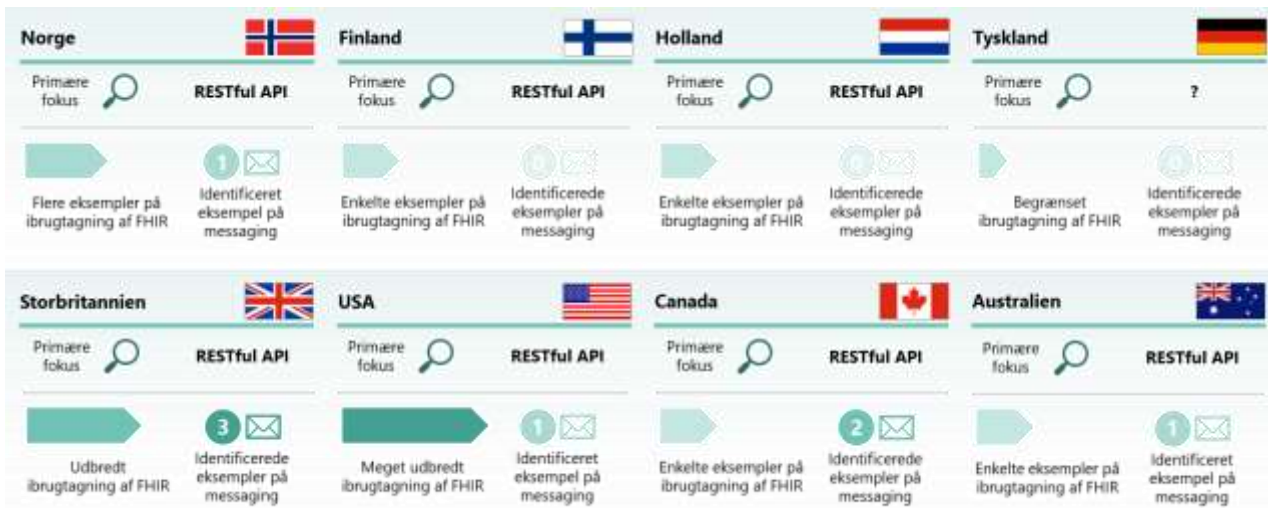 Norge
Primære
fokus
RESTful API
1
Flere eksempler på
ibrugtagning af FHIR
Identificeret
eksempel på
messaging
Finland
Primære
fokus
RESTful API
0
Enkelte eksempler på
ibrugtagning af FHIR
Identificerede
eksempler på
messaging
Holland
Primære
fokus
RESTful API
0
Enkelte eksempler på
ibrugtagning af FHIR
Identificerede
eksempler på
messaging
Tyskland
Primære
fokus
?
0
Begrænset
ibrugtagning af FHIR
Identificerede
eksempler på
messaging
Storbritannien
Primære
fokus
RESTful API
3
Udbredt
ibrugtagning af FHIR
Identificerede
eksempler på
messaging
USA
Primære
fokus
RESTful API
1
Meget udbredt
ibrugtagning af FHIR
Identificeret
eksempel på
messaging
Canada
Primære
fokus
RESTful API
2
Enkelte eksempler på
ibrugtagning af FHIR
Identificerede
eksempler på
messaging
Australien
Primære
fokus
RESTful API
1
Enkelte eksempler på
ibrugtagning af FHIR
Identificeret
eksempel på
messaging